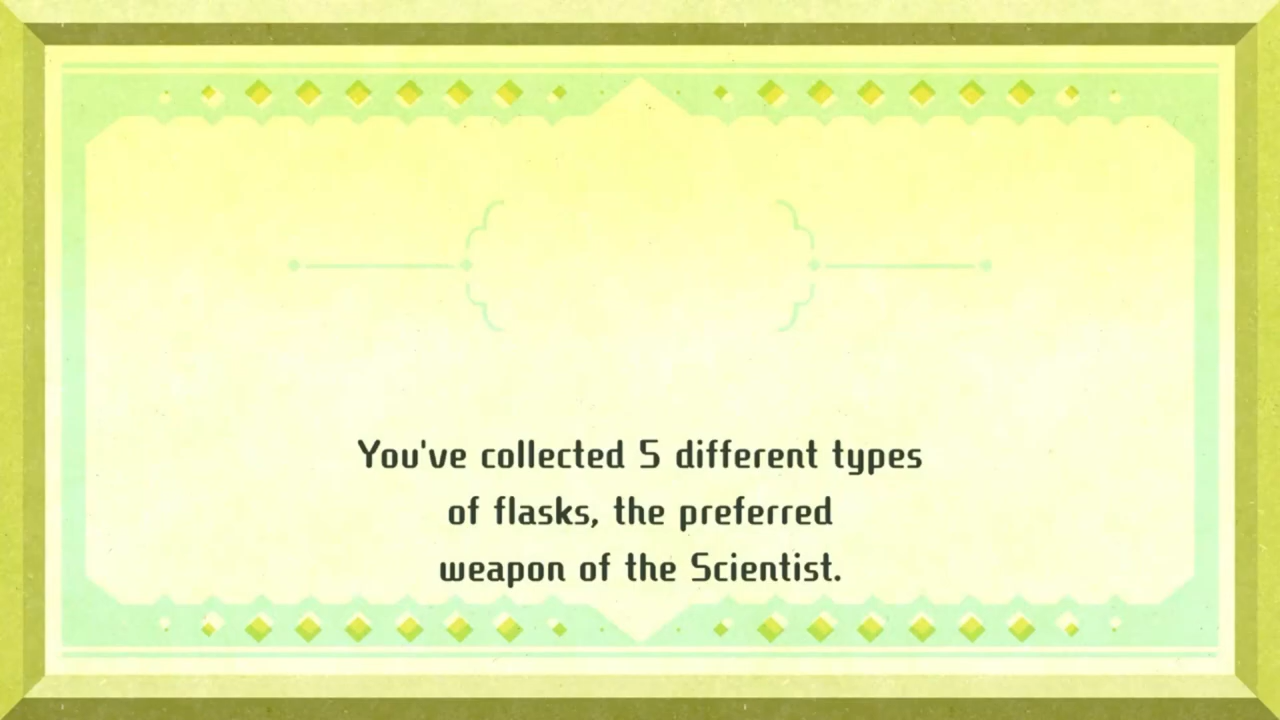 You've collected 5 different types
of flasks, the preferred
weapon of the Scientist.